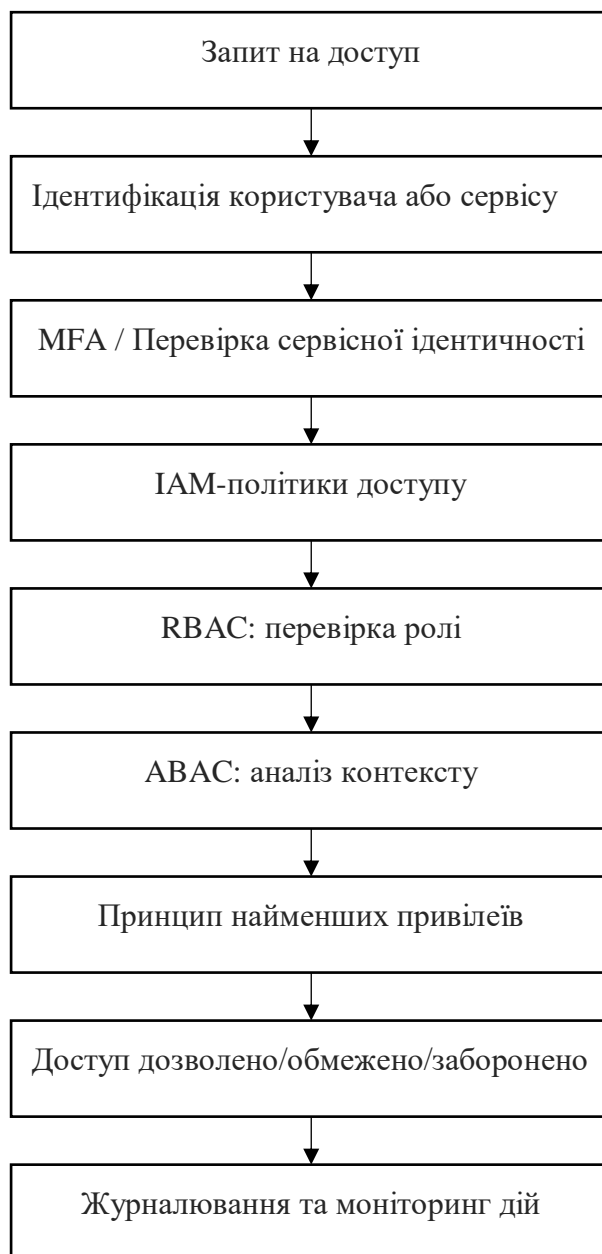 Запит на доступ
Ідентифікація користувача або сервісу
MFA / Перевірка сервісної ідентичності
IAM-політики доступу
RBAC: перевірка ролі
ABAC: аналіз контексту
Принцип найменших привілеїв
Доступ дозволено/обмежено/заборонено
Журналювання та моніторинг дій